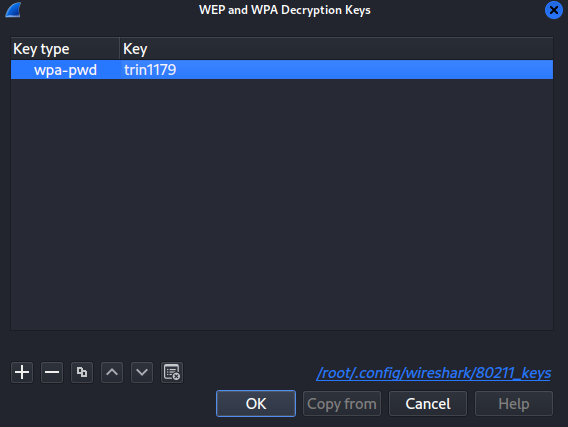 WEP and WPA Decryption Keys
Key type Key
wpa-pwd trin1179
/root/.config/wireshark/80211_keys
OK Copy from Cancel Help